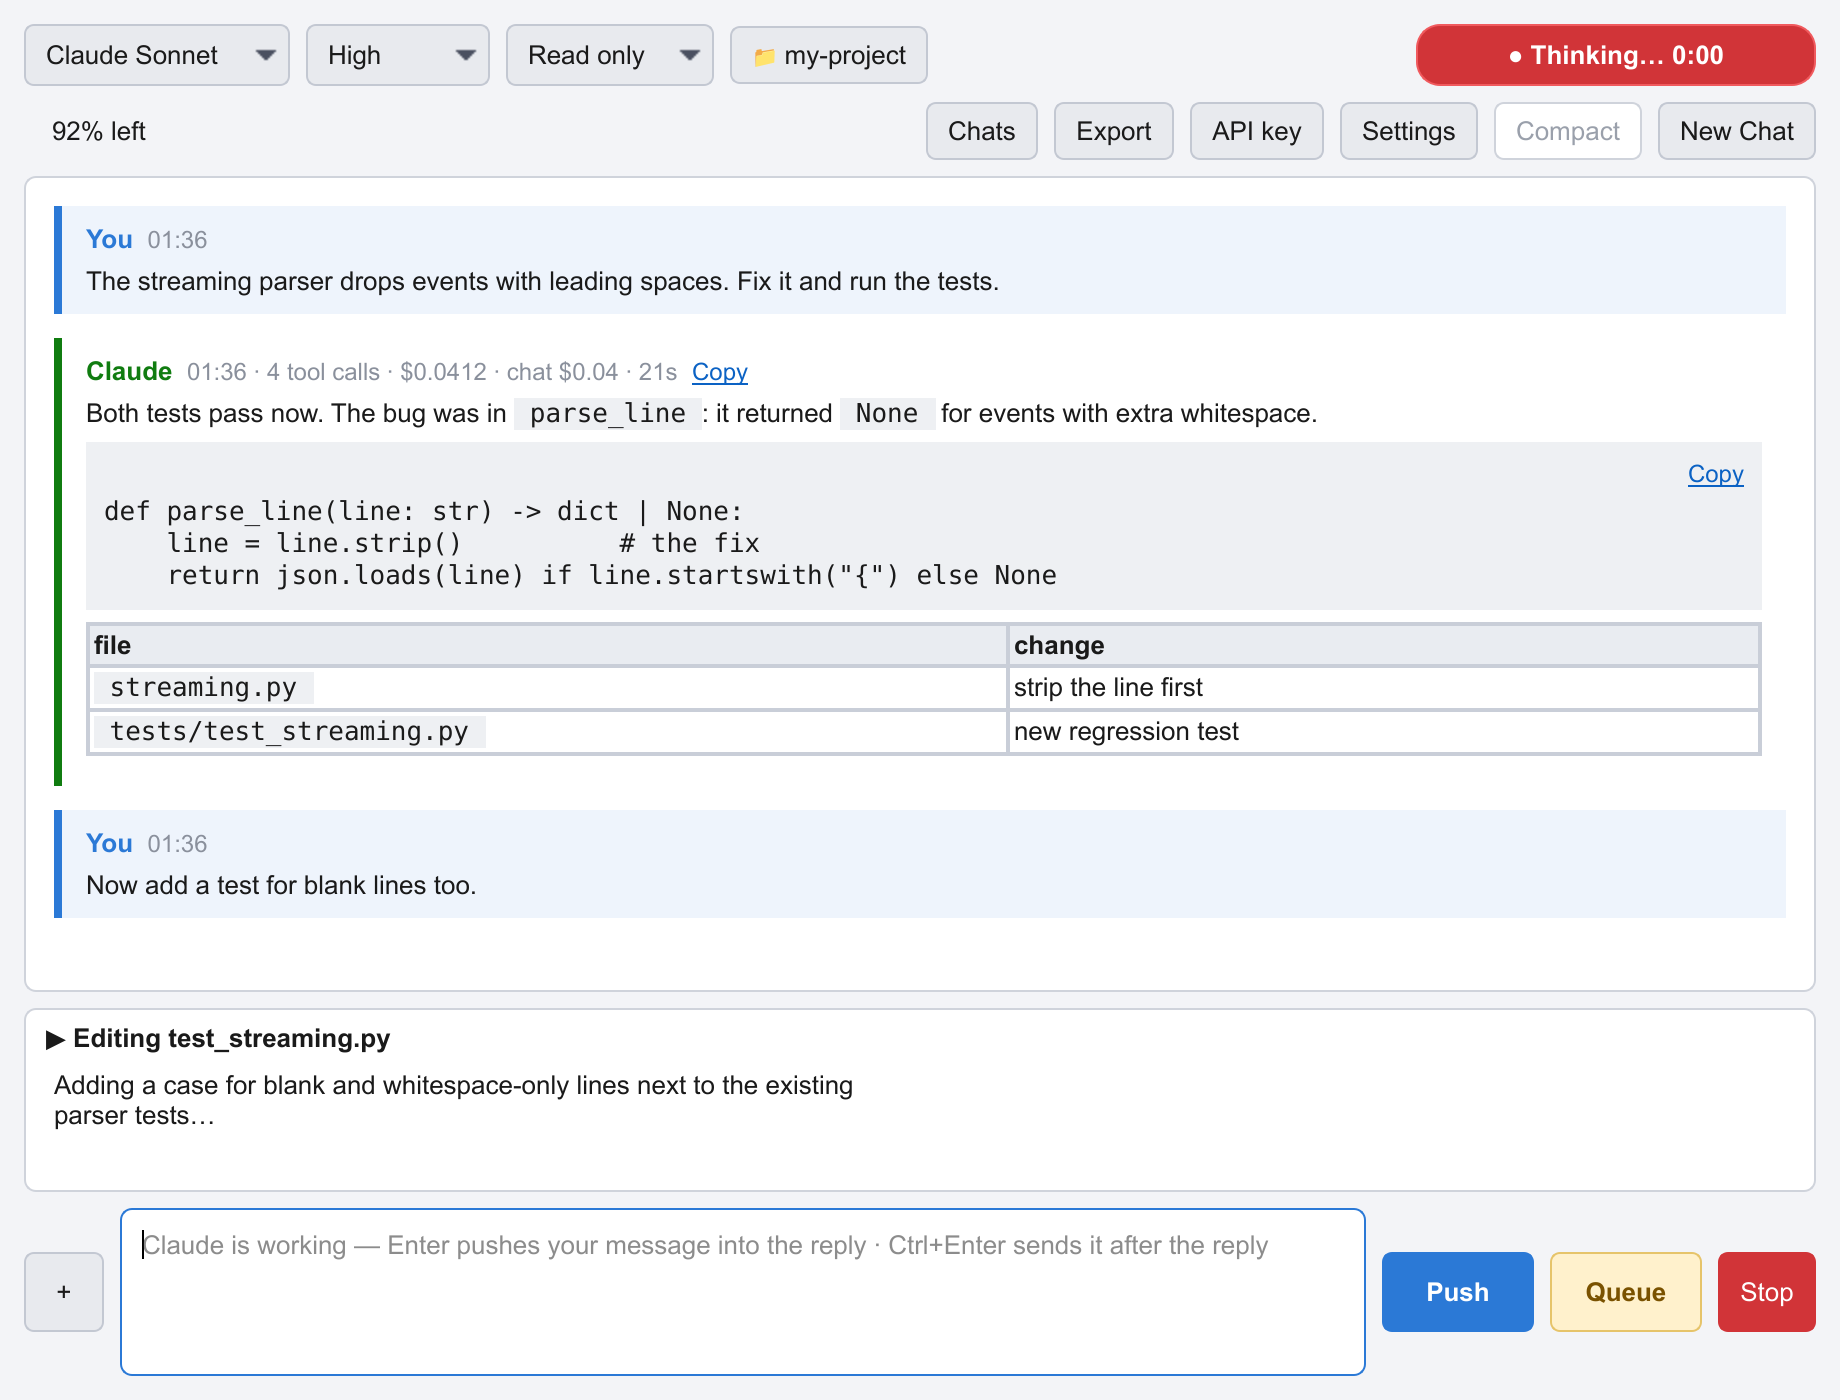 Claude Sonnet
High
Read only
my-project
● Thinking… 0:00
92% left
Chats
Export
API key
Settings
Compact
New Chat
You 01:36
The streaming parser drops events with leading spaces. Fix it and run the tests.
Claude 01:36 · 4 tool calls · $0.0412 · chat $0.04 · 21s Copy
Both tests pass now. The bug was in parse_line : it returned None for events with extra whitespace.
Copy
def parse_line(line: str) -> dict | None:
    line = line.strip()          # the fix
    return json.loads(line) if line.startswith("{") else None
file change
streaming.py strip the line first
tests/test_streaming.py new regression test
You 01:36
Now add a test for blank lines too.
▶ Editing test_streaming.py
Adding a case for blank and whitespace-only lines next to the existing
parser tests…
+
Claude is working — Enter pushes your message into the reply · Ctrl+Enter sends it after the reply
Push
Queue
Stop